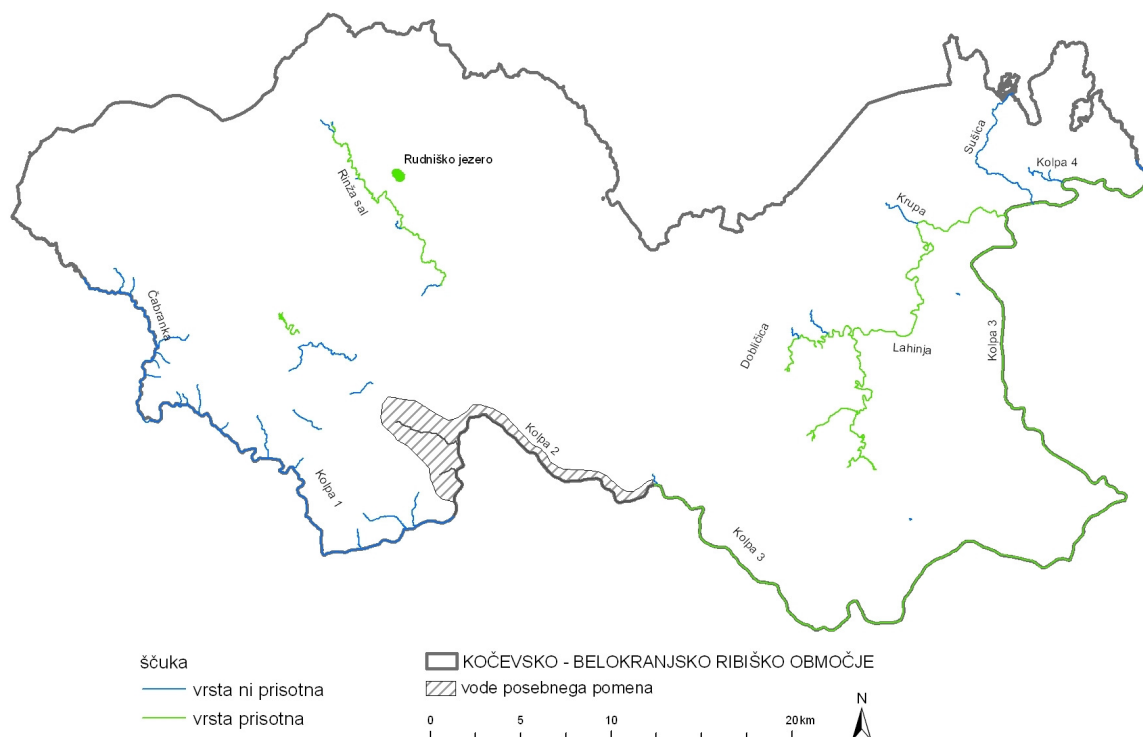 Sušica
Kolpa 4
Rudniško jezero
Rinža sal
Krupa
Čabranka
Kolpa 3
Dobličica
Lahinja
Kolpa 2
Kolpa 1
Kolpa 3
ščuka
vrsta ni prisotna
vrsta prisotna
KOČEVSKO - BELOKRANJSKO RIBIŠKO OBMOČJE
vode posebnega pomena
0 5 10 20 km
N